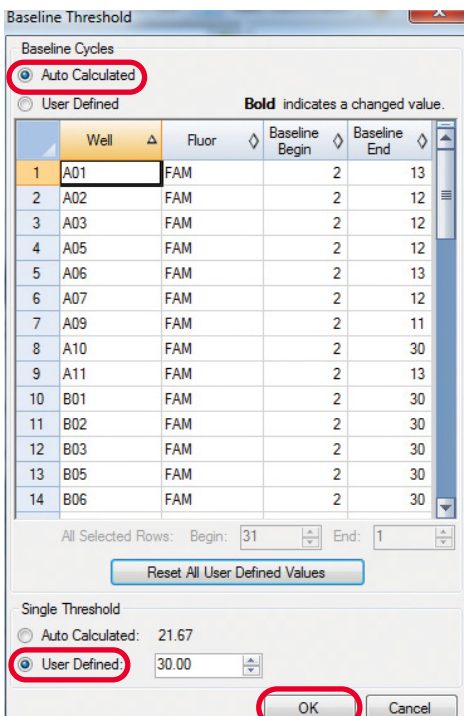 Baseline Threshold
Baseline Cycles
Auto Calculated
User Defined Bold indicates a changed value.
Well Fluor Baseline Begin Baseline End
1 A01 FAM 2 13
2 A02 FAM 2 12
3 A03 FAM 2 12
4 A05 FAM 2 12
5 A06 FAM 2 13
6 A07 FAM 2 12
7 A09 FAM 2 11
8 A10 FAM 2 30
9 A11 FAM 2 13
10 B01 FAM 2 30
11 B02 FAM 2 30
12 B03 FAM 2 30
13 B05 FAM 2 30
14 B06 FAM 2 30
All Selected Rows: Begin: 31 End: 1
Reset All User Defined Values
Single Threshold
Auto Calculated: 21.67
User Defined: 30.00
OK Cancel